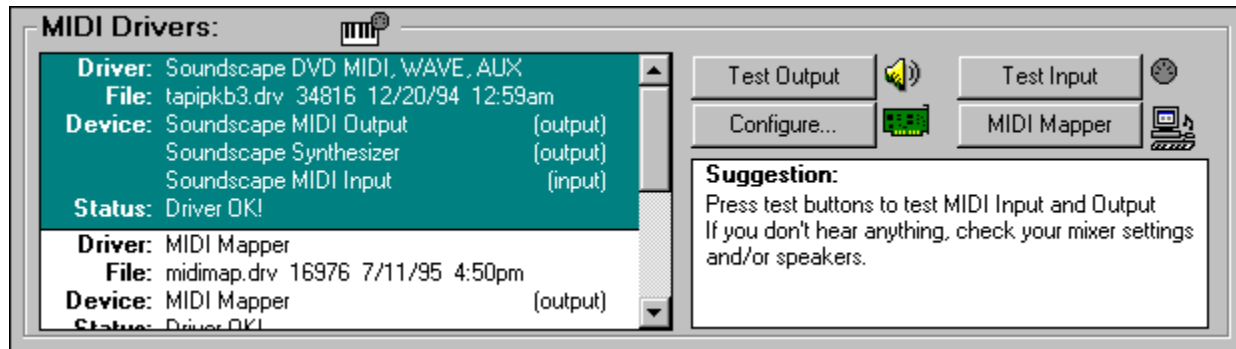 MIDI Drivers:
Driver: Soundscape DVD MIDI, WAVE, AUX
File: tapipkb3.drv 34816 12/20/94 12:59am
Device: Soundscape MIDI Output (output)
Soundscape Synthesizer (output)
Soundscape MIDI Input (input)
Status: Driver OK!
Driver: MIDI Mapper
File: midimap.drv 16976 7/11/95 4:50pm
Device: MIDI Mapper (output)
Status: Driver OK!
Test Output
Test Input
Configure...
MIDI Mapper
Suggestion:
Press test buttons to test MIDI Input and Output
If you don't hear anything, check your mixer settings
and/or speakers.